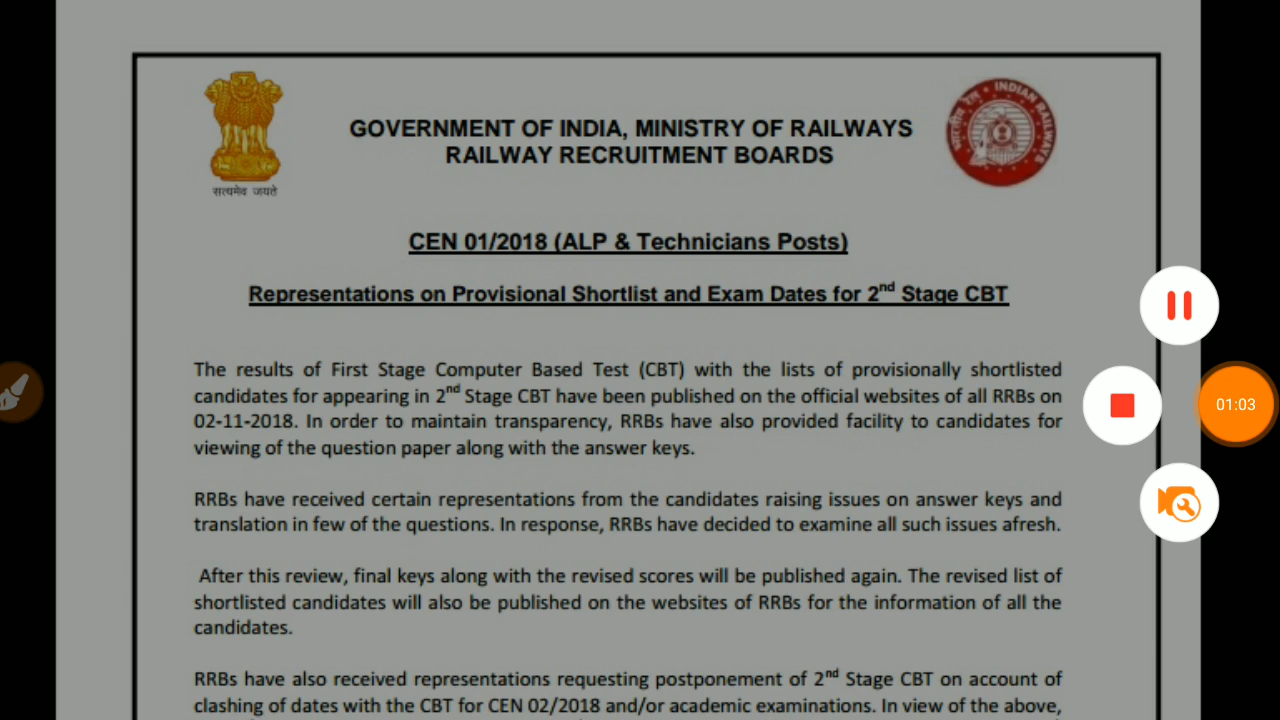 GOVERNMENT OF INDIA, MINISTRY OF RAILWAYS
RAILWAY RECRUITMENT BOARDS
सत्यमेव जयते
INDIAN RAILWAYS
भारतीय रेल
CEN 01/2018 (ALP & Technicians Posts)
Representations on Provisional Shortlist and Exam Dates for 2nd Stage CBT
The results of First Stage Computer Based Test (CBT) with the lists of provisionally shortlisted
candidates for appearing in 2nd Stage CBT have been published on the official websites of all RRBs on
02-11-2018. In order to maintain transparency, RRBs have also provided facility to candidates for
viewing of the question paper along with the answer keys.
RRBs have received certain representations from the candidates raising issues on answer keys and
translation in few of the questions. In response, RRBs have decided to examine all such issues afresh.
After this review, final keys along with the revised scores will be published again. The revised list of
shortlisted candidates will also be published on the websites of RRBs for the information of all the
candidates.
RRBs have also received representations requesting postponement of 2nd Stage CBT on account of
clashing of dates with the CBT for CEN 02/2018 and/or academic examinations. In view of the above,
01:03